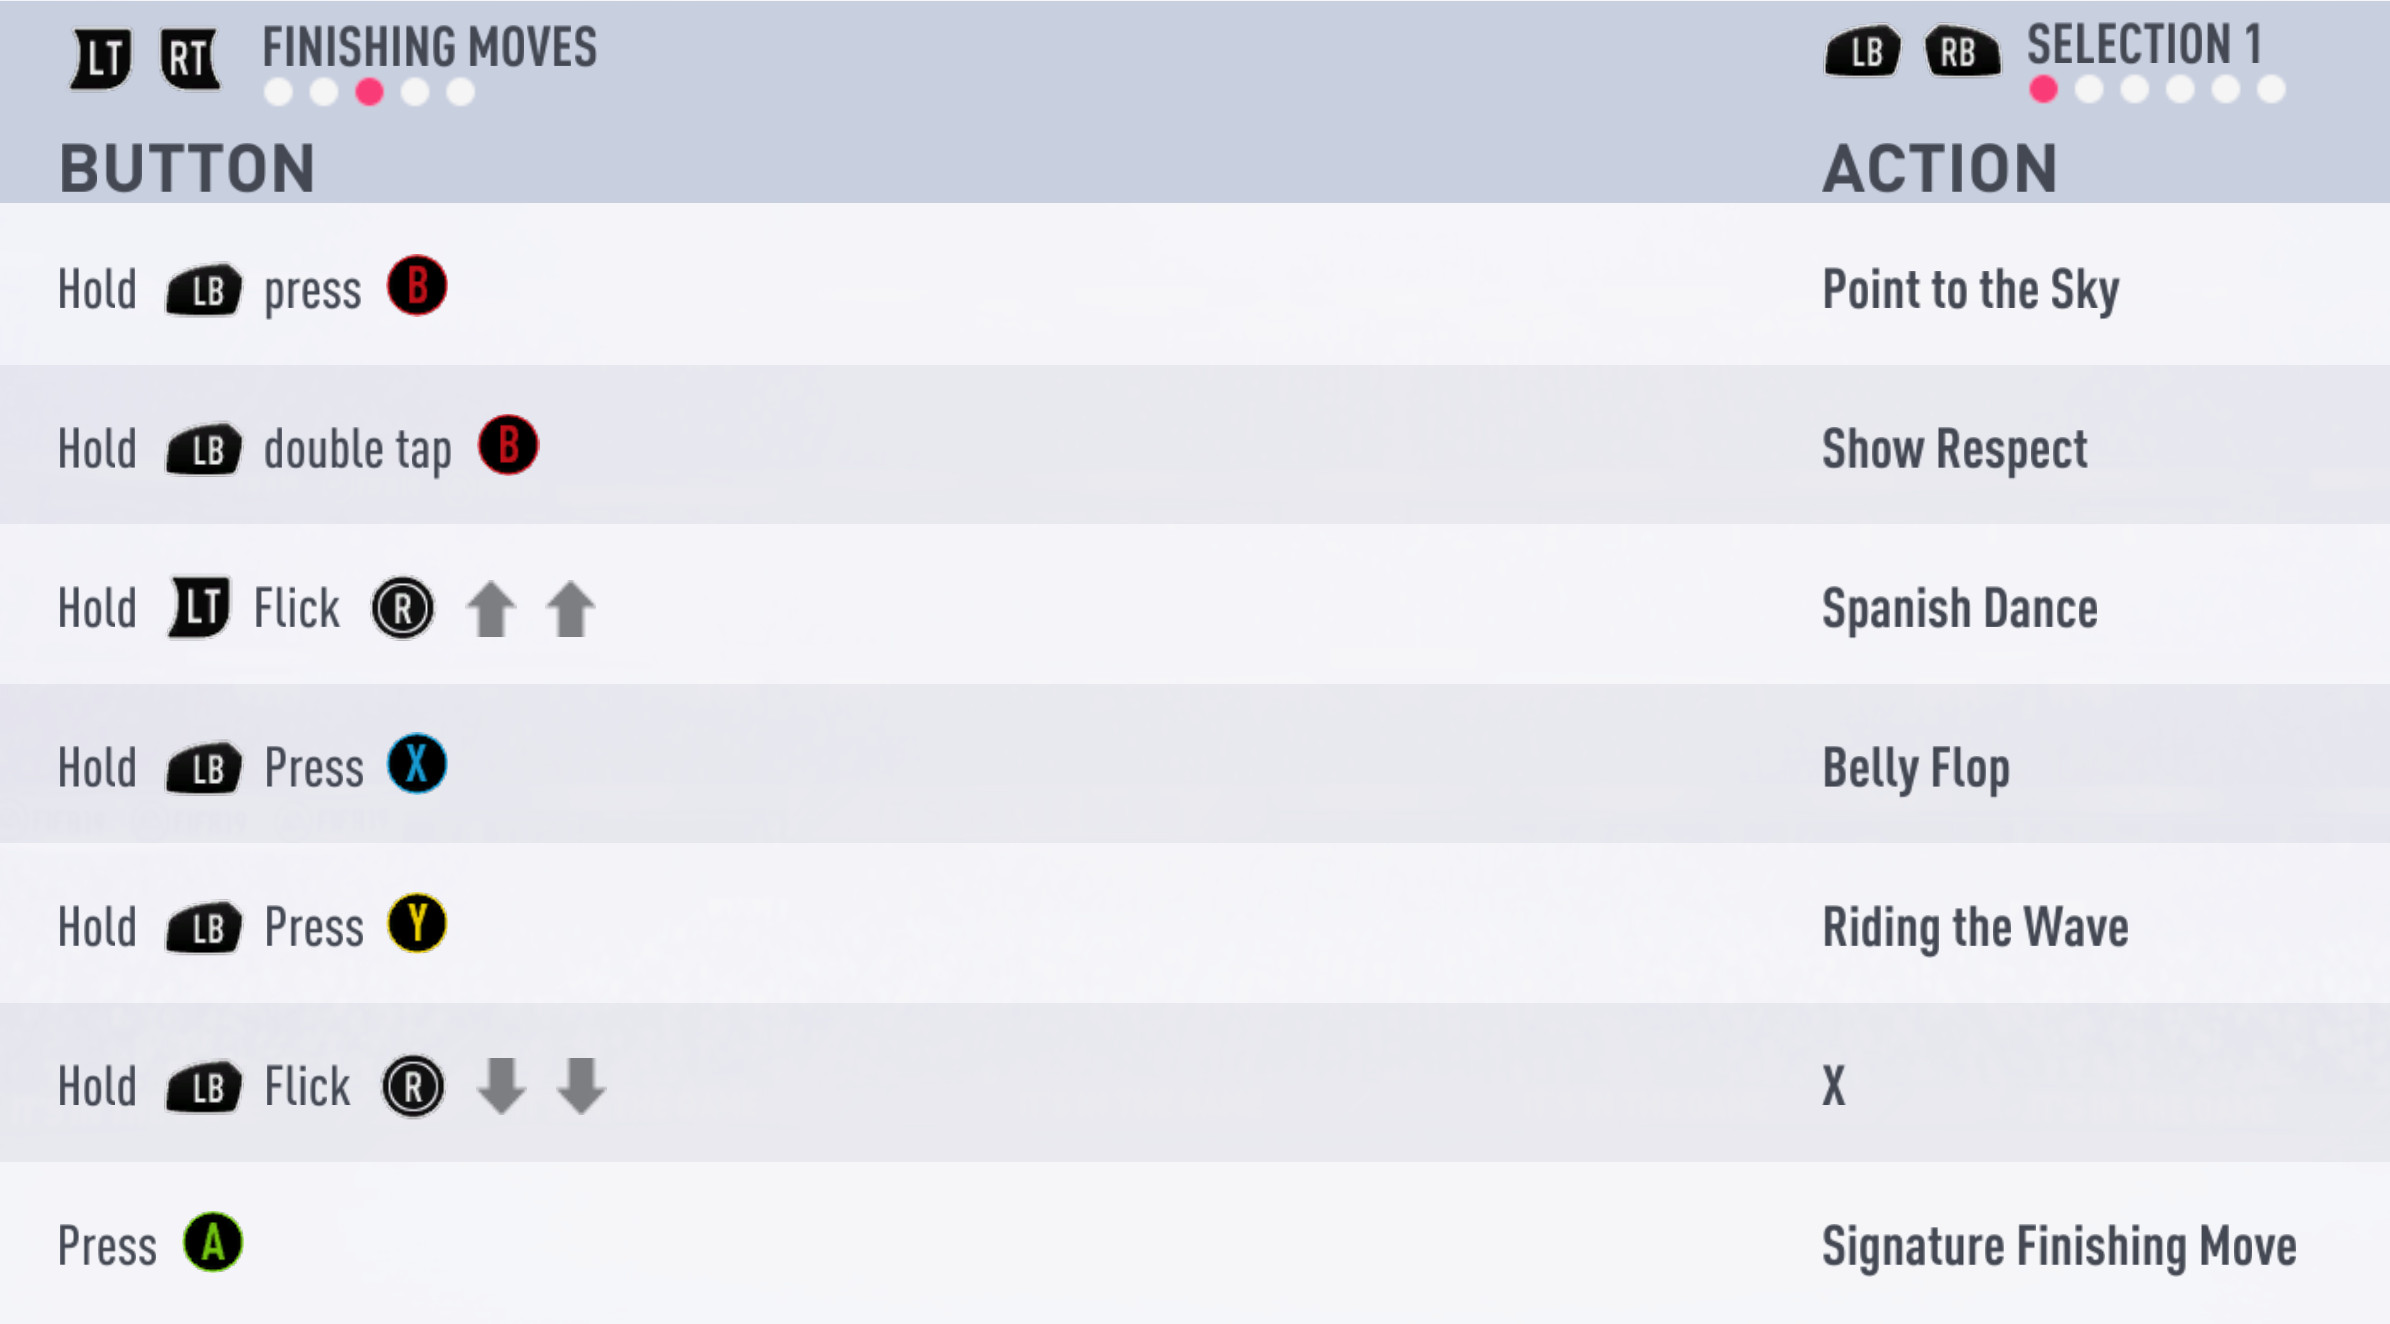 LT RT FINISHING MOVES LB RB SELECTION 1
BUTTON ACTION
Hold LB press B Point to the Sky
Hold LB double tap B Show Respect
Hold LT Flick R Spanish Dance
Hold LB Press X Belly Flop
Hold LB Press Y Riding the Wave
Hold LB Flick R X
Press A Signature Finishing Move